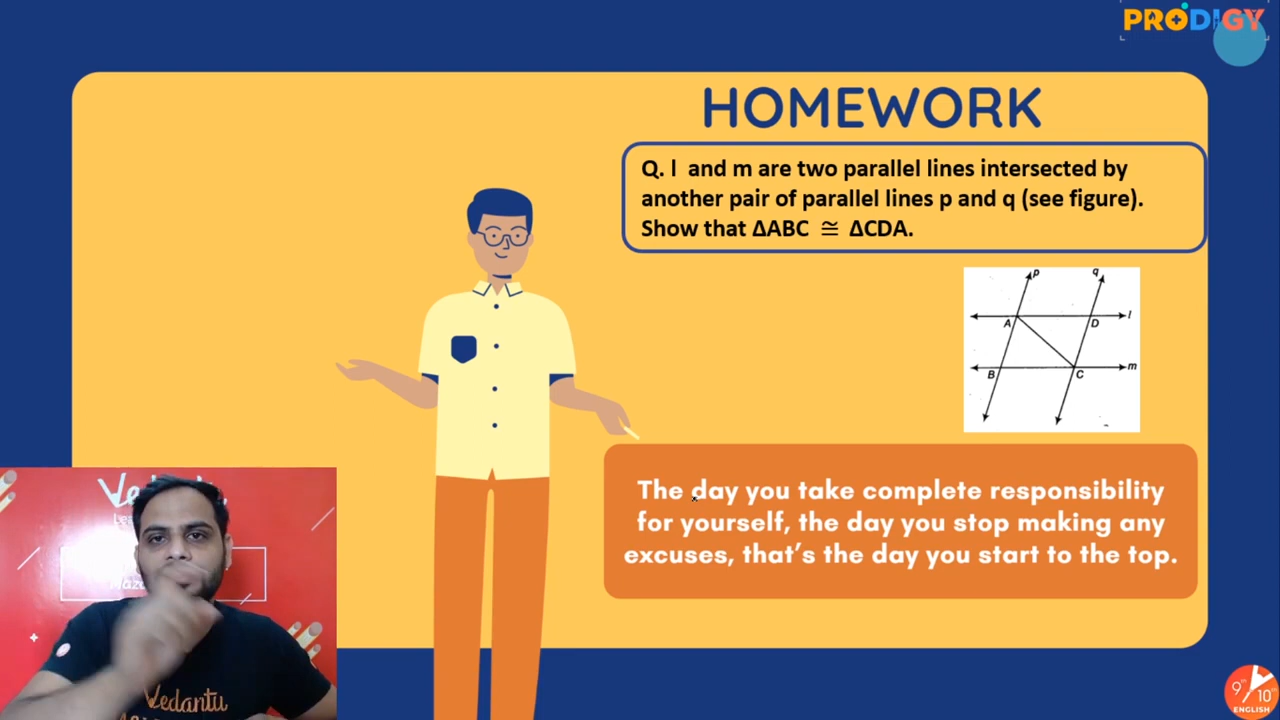 PRODIGY
HOMEWORK
Q. l and m are two parallel lines intersected by
another pair of parallel lines p and q (see figure).
Show that ΔABC ≅ ΔCDA.
p
q
A
D
l
B
C
m
The day you take complete responsibility
for yourself, the day you stop making any
excuses, that's the day you start to the top.
Vedantu
9th
10th
ENGLISH